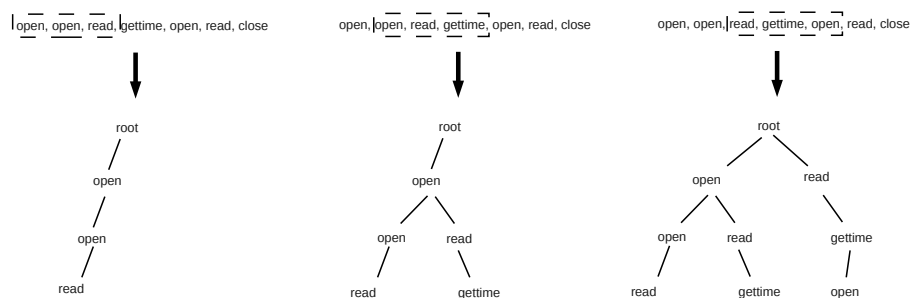 open, open, read, gettime, open, read, close
root
open
open
read
open, open, read, gettime, open, read, close
root
open
open read
read gettime
open, open, read, gettime, open, read, close
root
open read
open read gettime
read gettime open